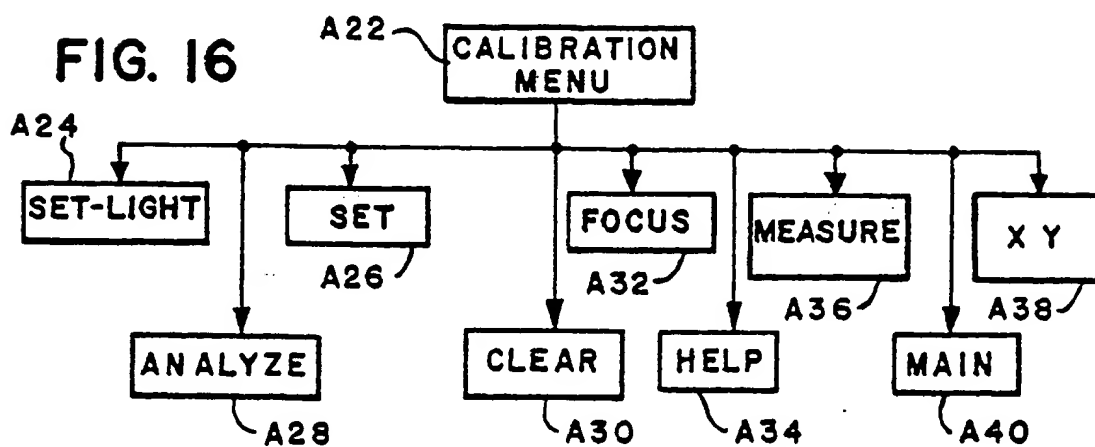 FIG. 16
A22
CALIBRATION
MENU
A24
SET-LIGHT
SET
A26
FOCUS
A32
MEASURE
A36
X Y
A38
ANALYZE
A28
CLEAR
A30
HELP
A34
MAIN
A40